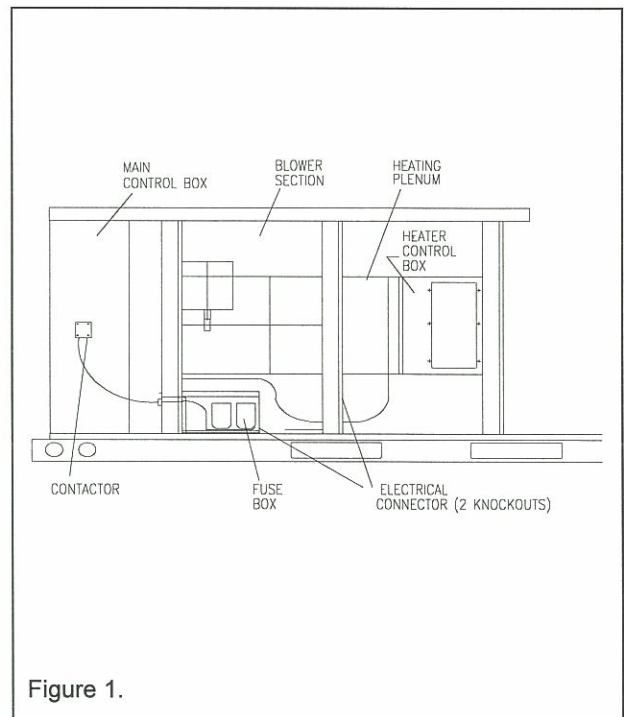 MAIN
CONTROL BOX
BLOWER
SECTION
HEATING
PLENUM
HEATER
CONTROL
BOX
CONTACTOR
FUSE
BOX
ELECTRICAL
CONNECTOR (2 KNOCKOUTS)
Figure 1.